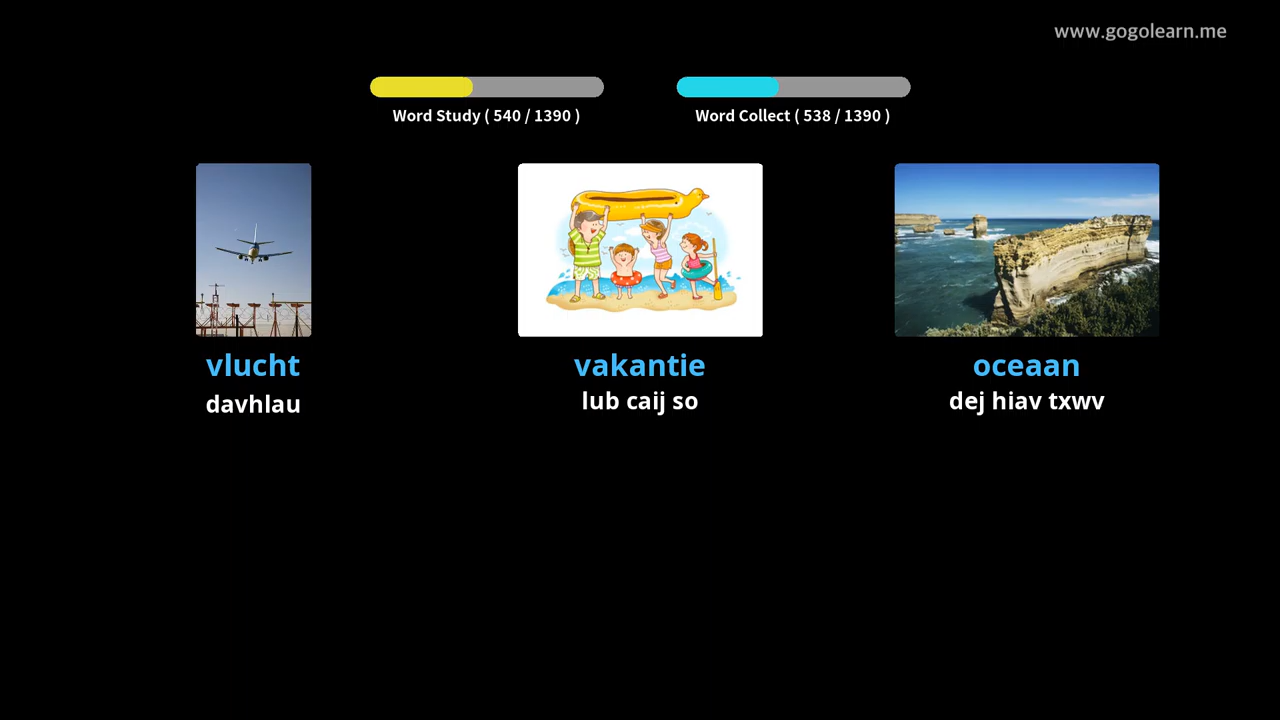 www.gogolearn.me
Word Study ( 540 / 1390 )
Word Collect ( 538 / 1390 )
vlucht
davhlau
vakantie
lub caij so
oceaan
dej hiav txwv